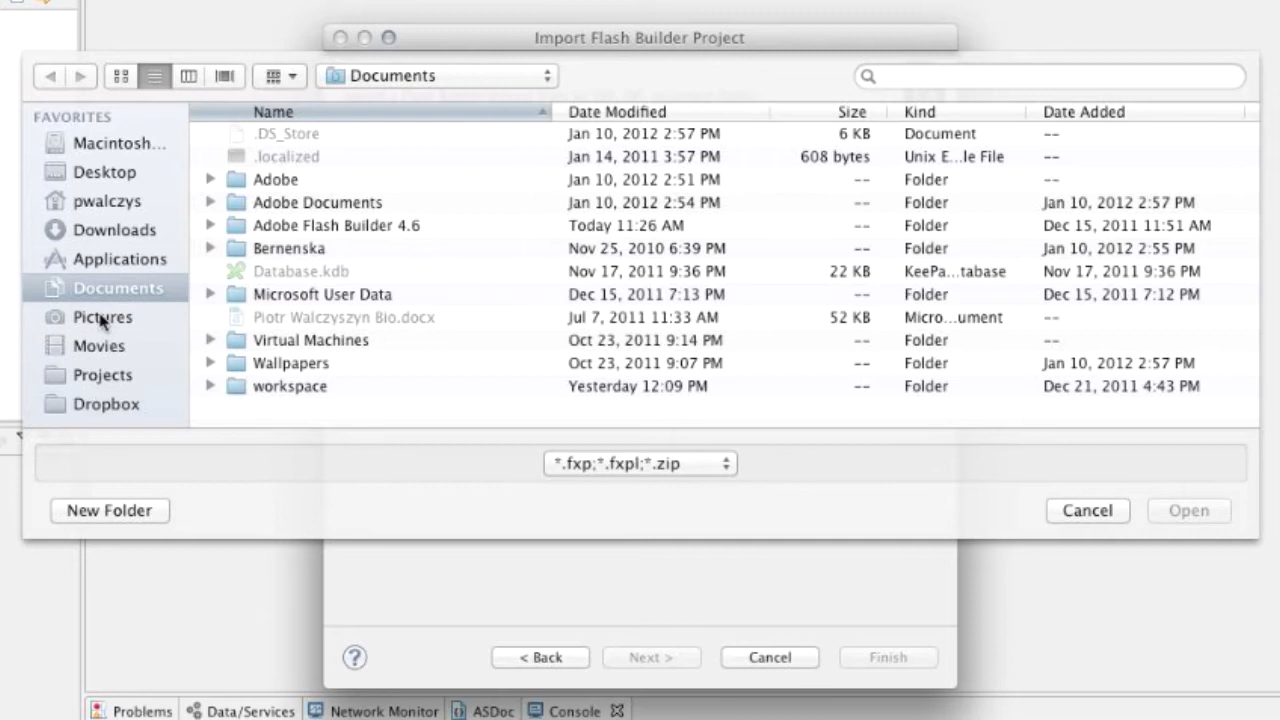 Import Flash Builder Project
Documents
FAVORITES
Macintosh...
Desktop
pwalczys
Downloads
Applications
Documents
Pictures
Movies
Projects
Dropbox
Name Date Modified Size Kind Date Added
.DS_Store Jan 10, 2012 2:57 PM 6 KB Document --
.localized Jan 14, 2011 3:57 PM 608 bytes Unix E...le File --
Adobe Jan 10, 2012 2:51 PM -- Folder --
Adobe Documents Jan 10, 2012 2:54 PM -- Folder Jan 10, 2012 2:57 PM
Adobe Flash Builder 4.6 Today 11:26 AM -- Folder Dec 15, 2011 11:51 AM
Bernenska Nov 25, 2010 6:39 PM -- Folder Jan 10, 2012 2:55 PM
Database.kdb Nov 17, 2011 9:36 PM 22 KB KeePa...tabase Nov 17, 2011 9:36 PM
Microsoft User Data Dec 15, 2011 7:13 PM -- Folder Dec 15, 2011 7:12 PM
Piotr Walczyszyn Bio.docx Jul 7, 2011 11:33 AM 52 KB Micro...ument --
Virtual Machines Oct 23, 2011 9:14 PM -- Folder --
Wallpapers Oct 23, 2011 9:07 PM -- Folder Jan 10, 2012 2:57 PM
workspace Yesterday 12:09 PM -- Folder Dec 21, 2011 4:43 PM
*.fxp;*.fxpl;*.zip
New Folder Cancel Open
? < Back Next > Cancel Finish
Problems Data/Services Network Monitor ASDoc Console